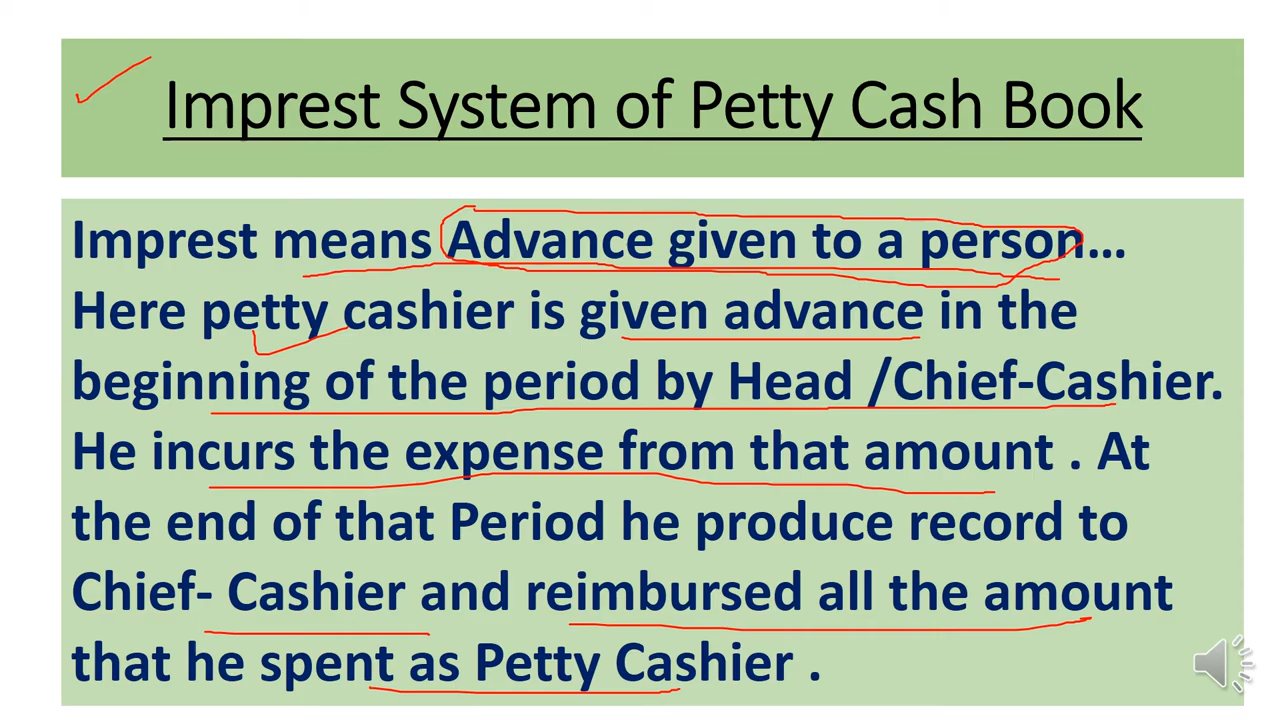 Imprest System of Petty Cash Book
Imprest means Advance given to a person...
Here petty cashier is given advance in the
beginning of the period by Head /Chief-Cashier.
He incurs the expense from that amount . At
the end of that Period he produce record to
Chief- Cashier and reimbursed all the amount
that he spent as Petty Cashier .